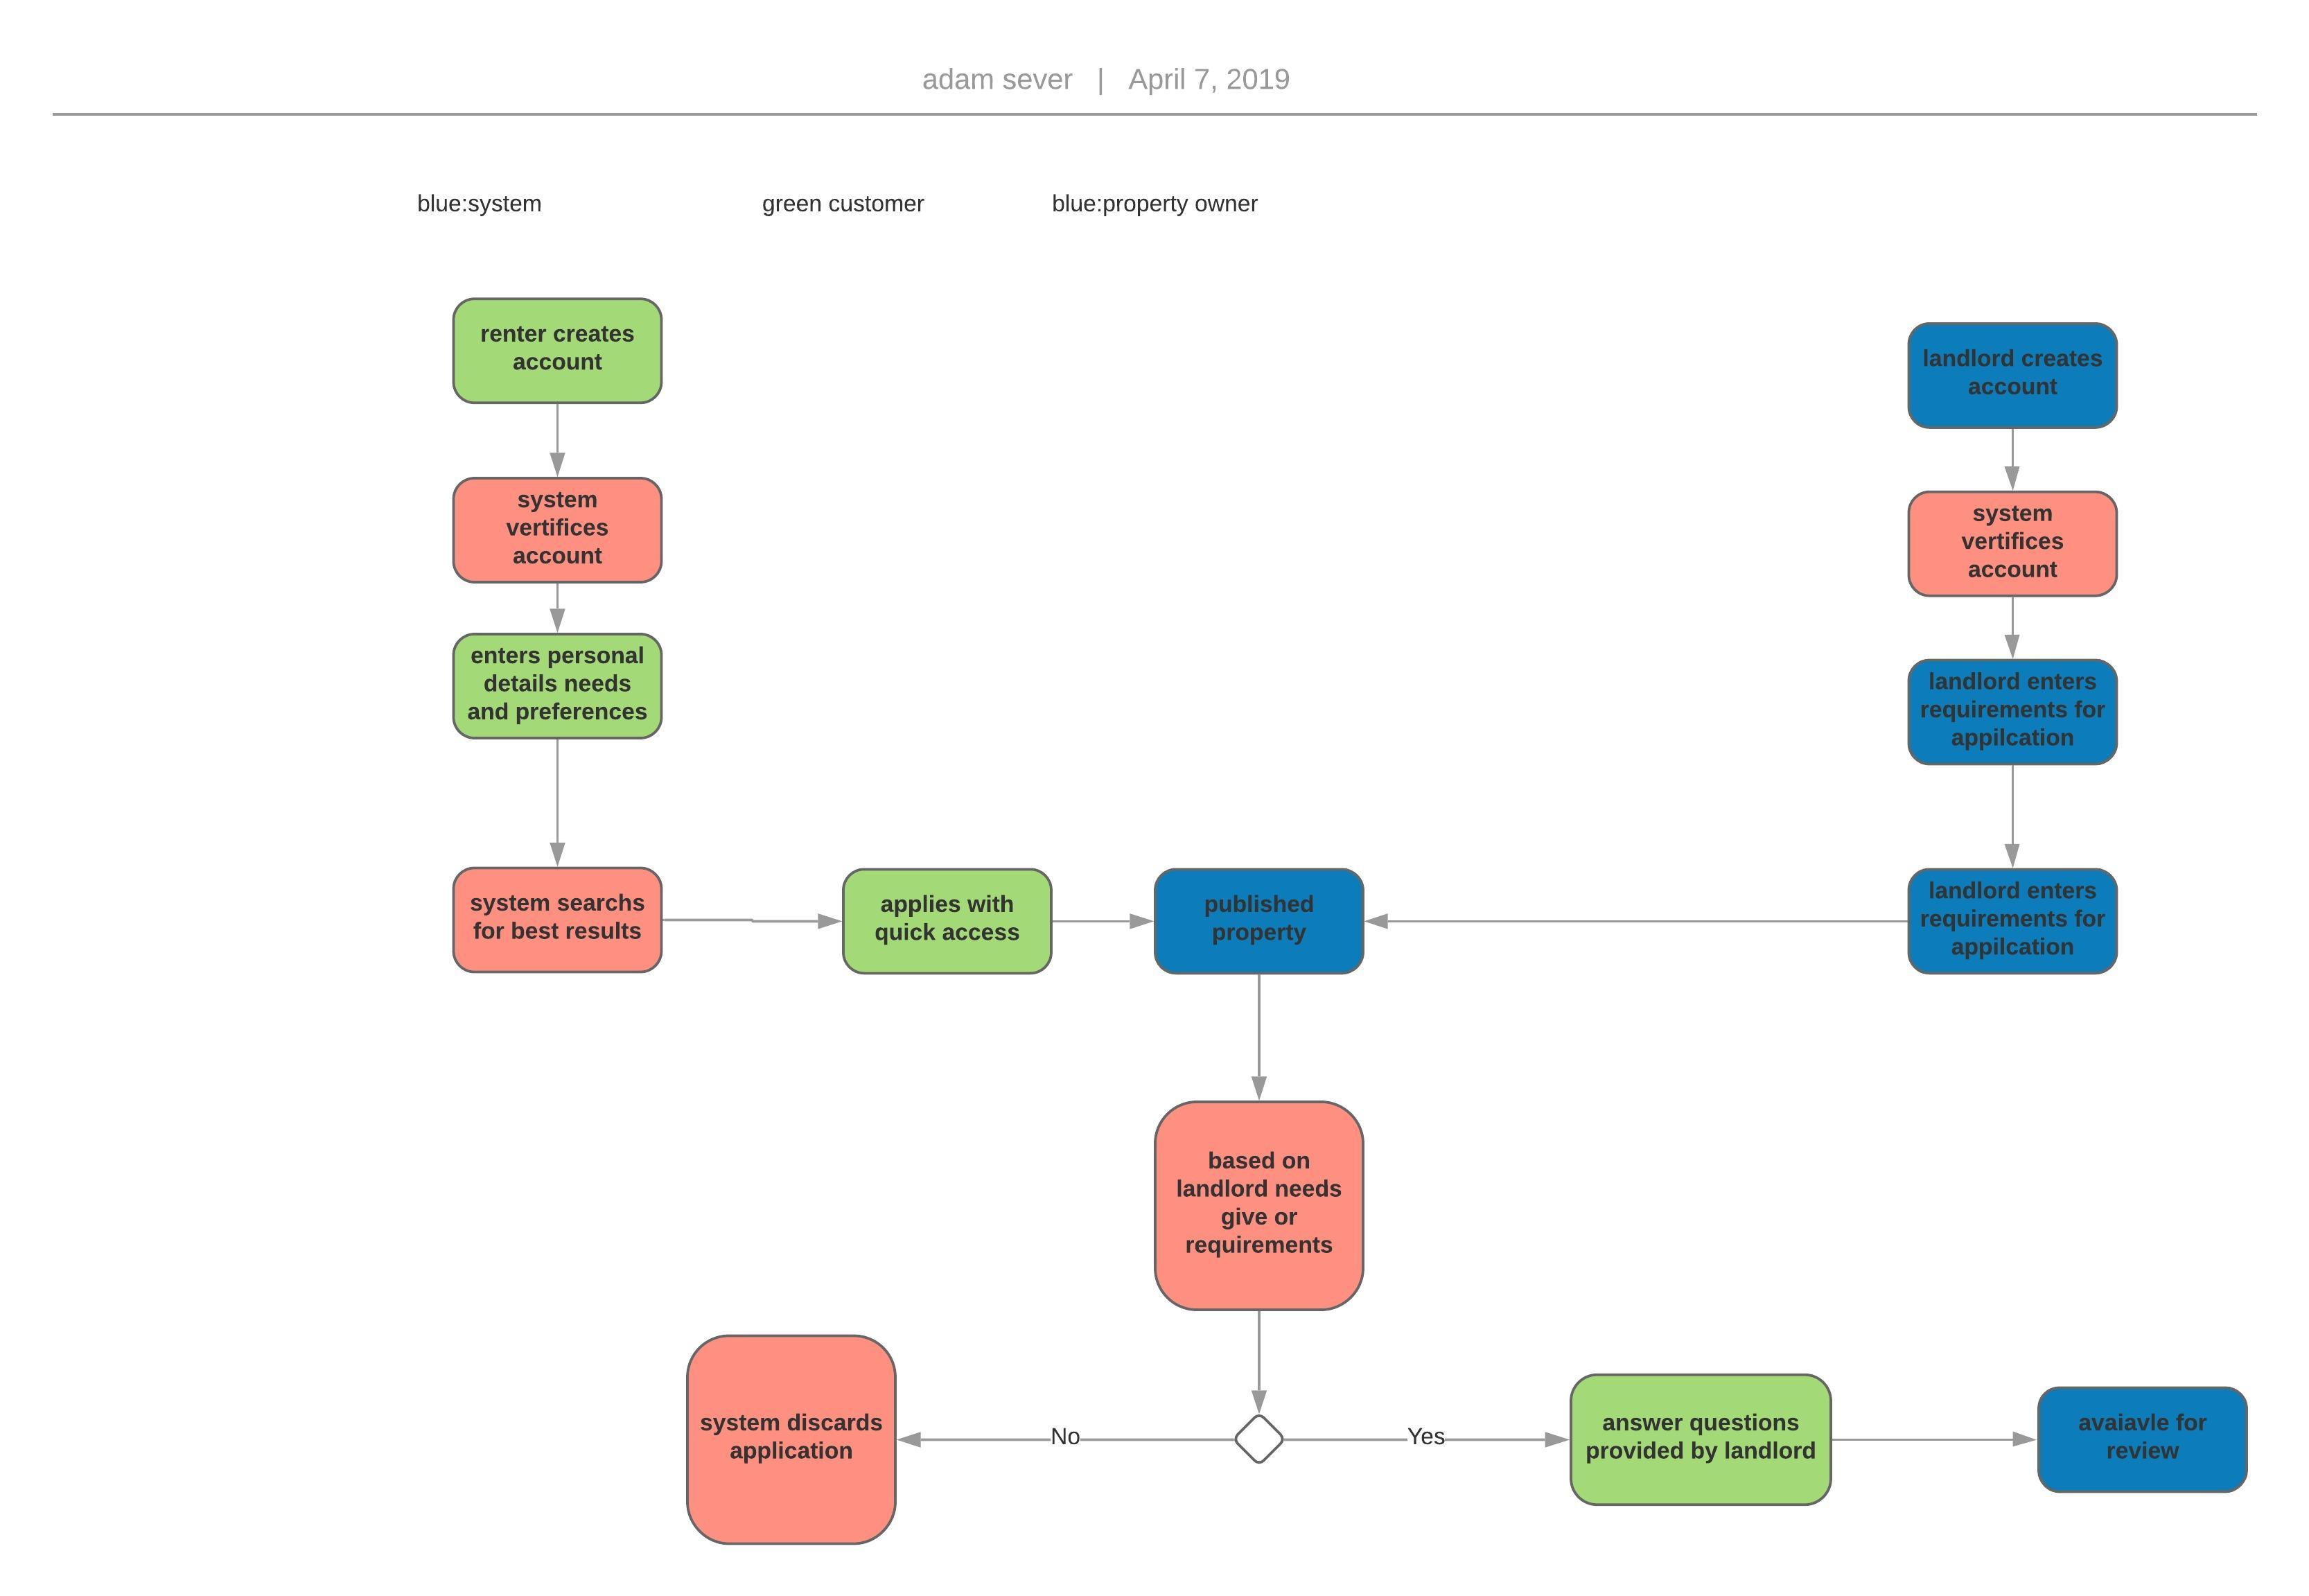 adam sever | April 7, 2019
blue:system
green customer
blue:property owner
renter creates
account
landlord creates
account
system
vertifices
account
system
vertifices
account
enters personal
details needs
and preferences
landlord enters
requirements for
appilcation
system searchs
for best results
applies with
quick access
published
property
landlord enters
requirements for
appilcation
based on
landlord needs
give or
requirements
system discards
application
No
Yes
answer questions
provided by landlord
avaiavle for
review